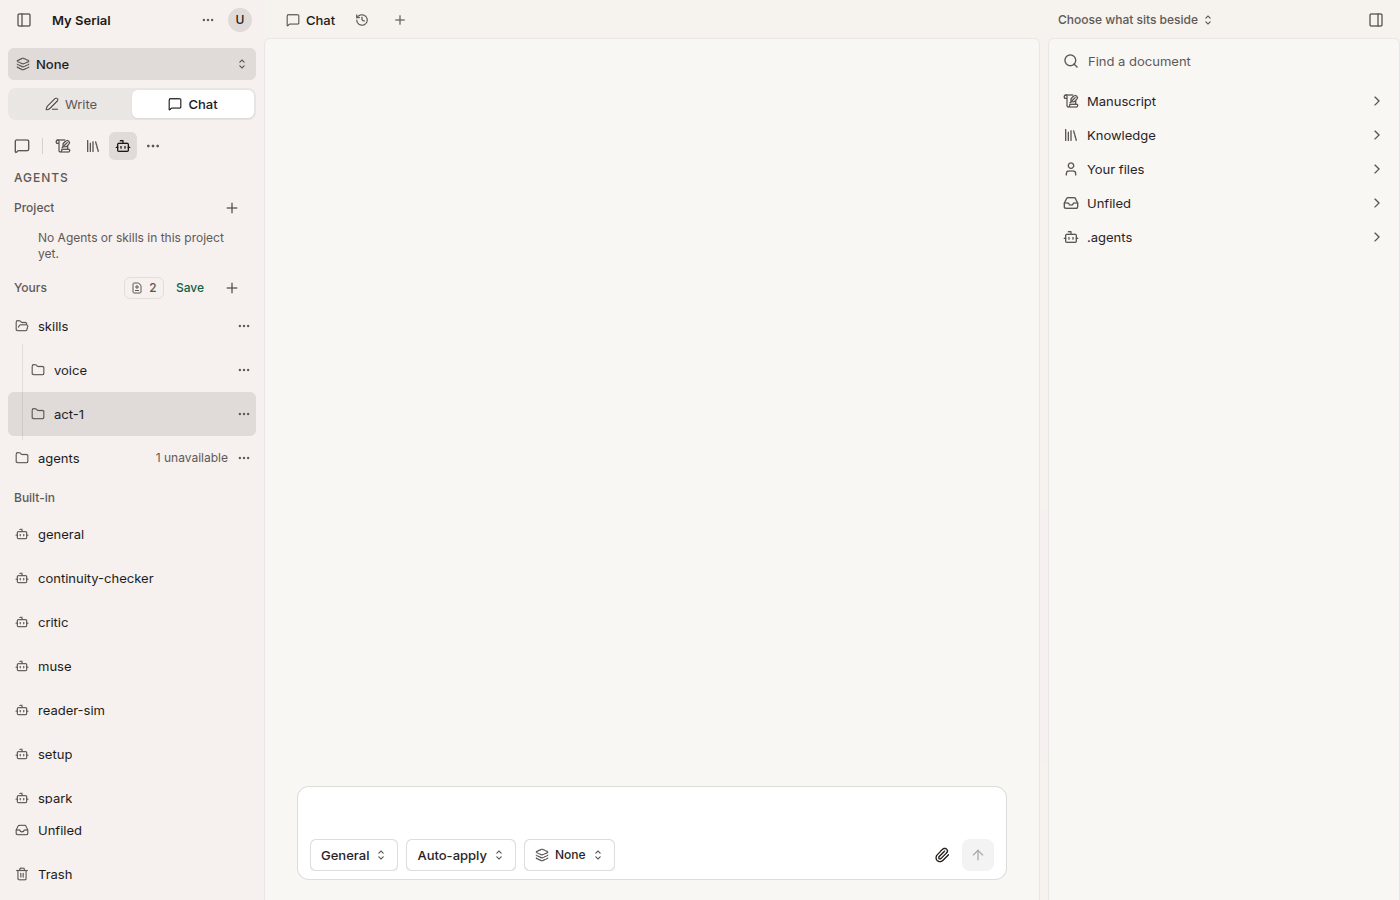 My Serial
U
None
Write
Chat
AGENTS
Project
No Agents or skills in this project
yet.
Yours
2
Save
skills
voice
act-1
agents
1 unavailable
Built-in
general
continuity-checker
critic
muse
reader-sim
setup
spark
Unfiled
Trash
Chat
General
Auto-apply
None
Choose what sits beside
Find a document
Manuscript
Knowledge
Your files
Unfiled
.agents